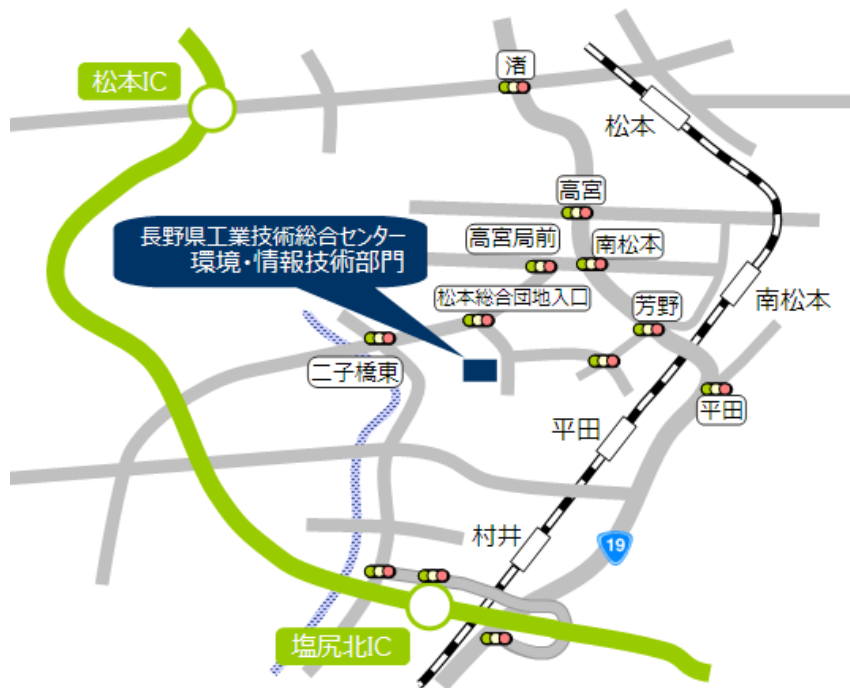 渚
松本IC
松本
高宮
長野県工業技術総合センター
環境・情報技術部門
高宮局前
南松本
松本総合団地入口
芳野
南松本
二子橋東
平田
平田
村井
19
塩尻北IC